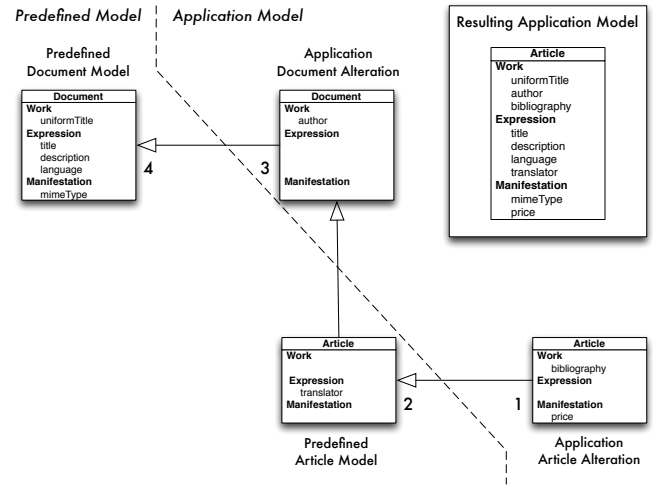 Predefined Model
Application Model
Predefined
Document Model
Document
Work
uniformTitle
Expression
title
description
language
Manifestation
mimeType
4
Application
Document Alteration
Document
Work
author
Expression
Manifestation
3
Resulting Application Model
Article
Work
uniformTitle
author
bibliography
Expression
title
description
language
translator
Manifestation
mimeType
price
Article
Work
Expression
translator
Manifestation
2
Predefined
Article Model
1
Article
Work
bibliography
Expression
Manifestation
price
Application
Article Alteration